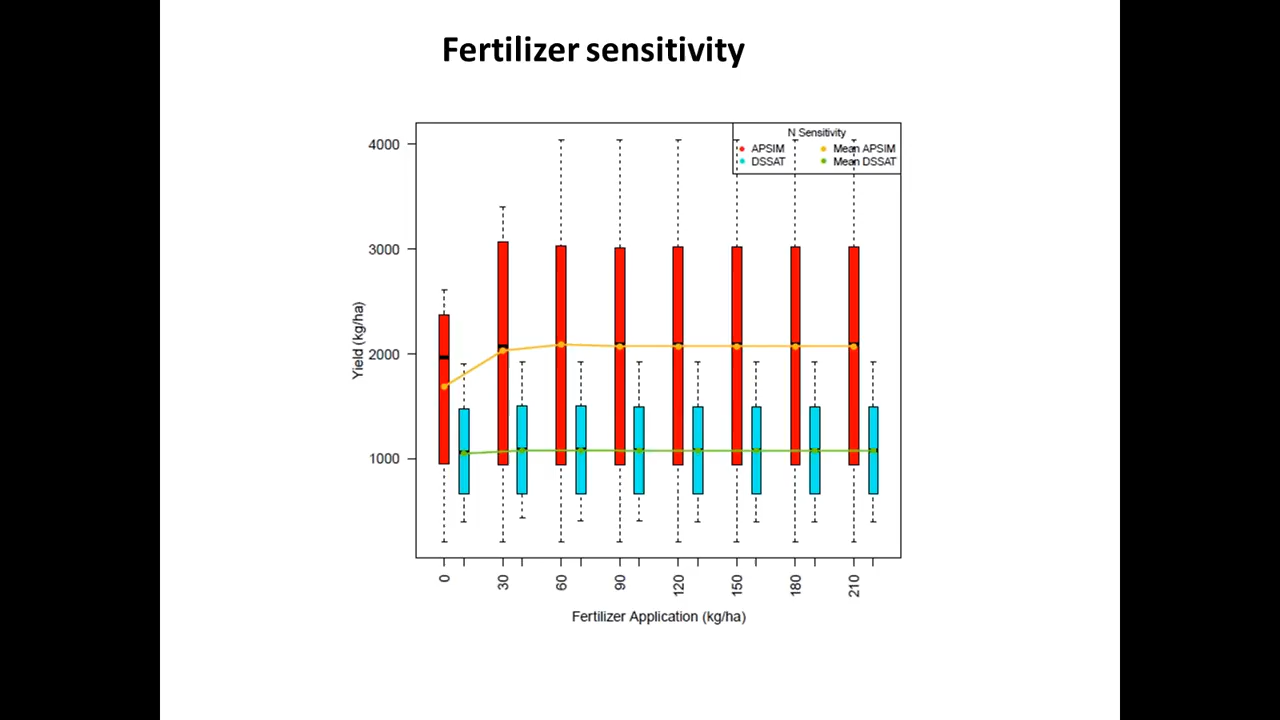 Fertilizer sensitivity
N Sensitivity
APSIM Mean APSIM
DSSAT Mean DSSAT
4000
3000
2000
1000
Yield (kg/ha)
0 30 60 90 120 150 180 210
Fertilizer Application (kg/ha)